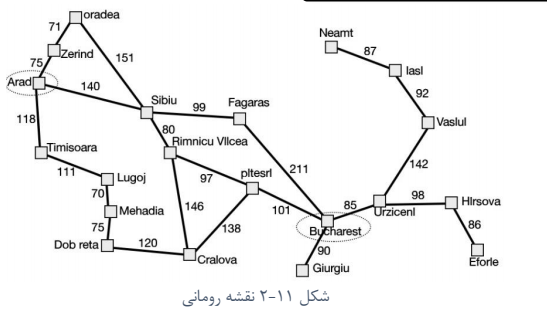 oradea
71
Neamt
87
Zerind
75
151
Iasl
Arad
140
92
Sibiu
99
Fagaras
118
80
Vaslul
Rimnicu Vllcea
Timisoara
111
211
142
Lugoj
97
pltesrl
70
146
101
85
98
Hlrsova
Mehadia
Urzicenl
75
138
Bucharest
86
Dob reta
120
90
Cralova
Eforle
Giurgiu
شکل ۱۱-۲ نقشه رومانی